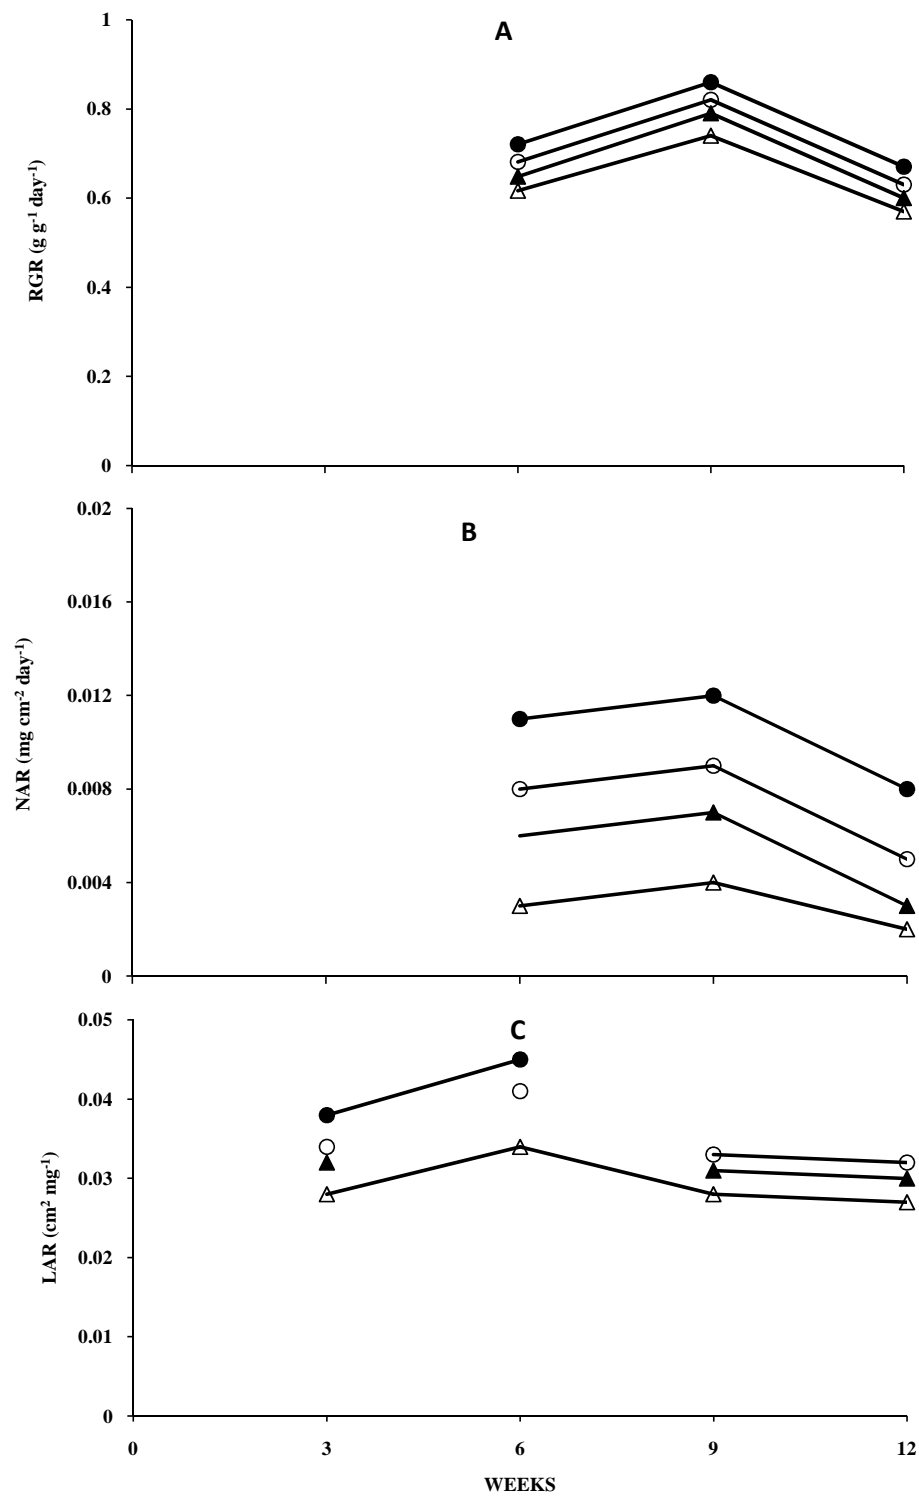 A
1
0.8
0.6
0.4
0.2
0
RGR (g g⁻¹ day⁻¹)
B
0.02
0.016
0.012
0.008
0.004
0
NAR (mg cm⁻² day⁻¹)
C
0.05
0.04
0.03
0.02
0.01
0
LAR (cm² mg⁻¹)
0 3 6 9 12
WEEKS